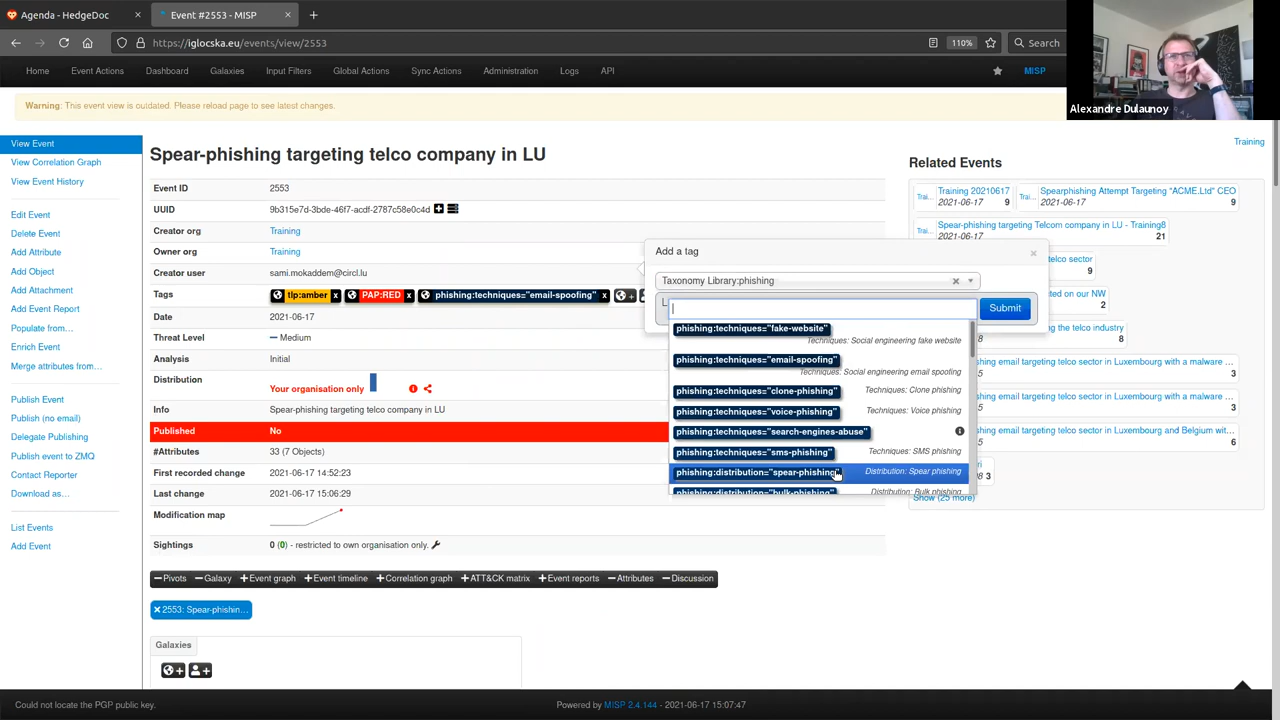 Agenda - HedgeDoc
Event #2553 - MISP
https://iglocska.eu/events/view/2553
110%
Search
Home Event Actions Dashboard Galaxies Input Filters Global Actions Sync Actions Administration Logs API
MISP
Alexandre Dulaunoy
Warning: This event view is outdated. Please reload page to see latest changes.
View Event
View Correlation Graph
View Event History
Edit Event
Delete Event
Add Attribute
Add Object
Add Attachment
Add Event Report
Populate from…
Enrich Event
Merge attributes from…
Publish Event
Publish (no email)
Delegate Publishing
Publish event to ZMQ
Contact Reporter
Download as…
List Events
Add Event
Training
Spear-phishing targeting telco company in LU
Event ID 2553
UUID 9b315e7d-3bde-46f7-acdf-2787c58e0c4d
Creator org Training
Owner org Training
Creator user sami.mokaddem@circl.lu
Tags tlp:amber x PAP:RED x phishing:techniques="email-spoofing" x
Date 2021-06-17
Threat Level Medium
Analysis Initial
Distribution Your organisation only
Info Spear-phishing targeting telco company in LU
Published No
#Attributes 33 (7 Objects)
First recorded change 2021-06-17 14:52:23
Last change 2021-06-17 15:06:29
Modification map
Sightings 0 (0) - restricted to own organisation only.
Pivots Galaxy Event graph Event timeline Correlation graph ATT&CK matrix Event reports Attributes Discussion
2553: Spear-phishin...
Galaxies
Add a tag
Taxonomy Library:phishing
Submit
phishing:techniques="fake-website"
Techniques: Social engineering fake website
phishing:techniques="email-spoofing"
Techniques: Social engineering email spoofing
phishing:techniques="clone-phishing" Techniques: Clone phishing
phishing:techniques="voice-phishing" Techniques: Voice phishing
phishing:techniques="search-engines-abuse"
phishing:techniques="sms-phishing" Techniques: SMS phishing
phishing:distribution="spear-phishing" Distribution: Spear phishing
phishing:distribution="bulk-phishing" Distribution: Bulk phishing
Related Events
Trai... Training 20210617
2021-06-17 9
Trai... Spearphishing Attempt Targeting "ACME.Ltd" CEO
2021-06-17 9
Spear-phishing targeting Telcom company in LU - Training8
2021-06-17 21
telco sector
9
ted on our NW
2
ing the telco industry
8
ishing email targeting telco sector in Luxembourg with a malware …
3
ishing email targeting telco sector in Luxembourg with a malware …
3
ishing email targeting telco sector in Luxembourg and Belgium wit…
6
3
Show (25 more)
Could not locate the PGP public key.
Powered by MISP 2.4.144 - 2021-06-17 15:07:47